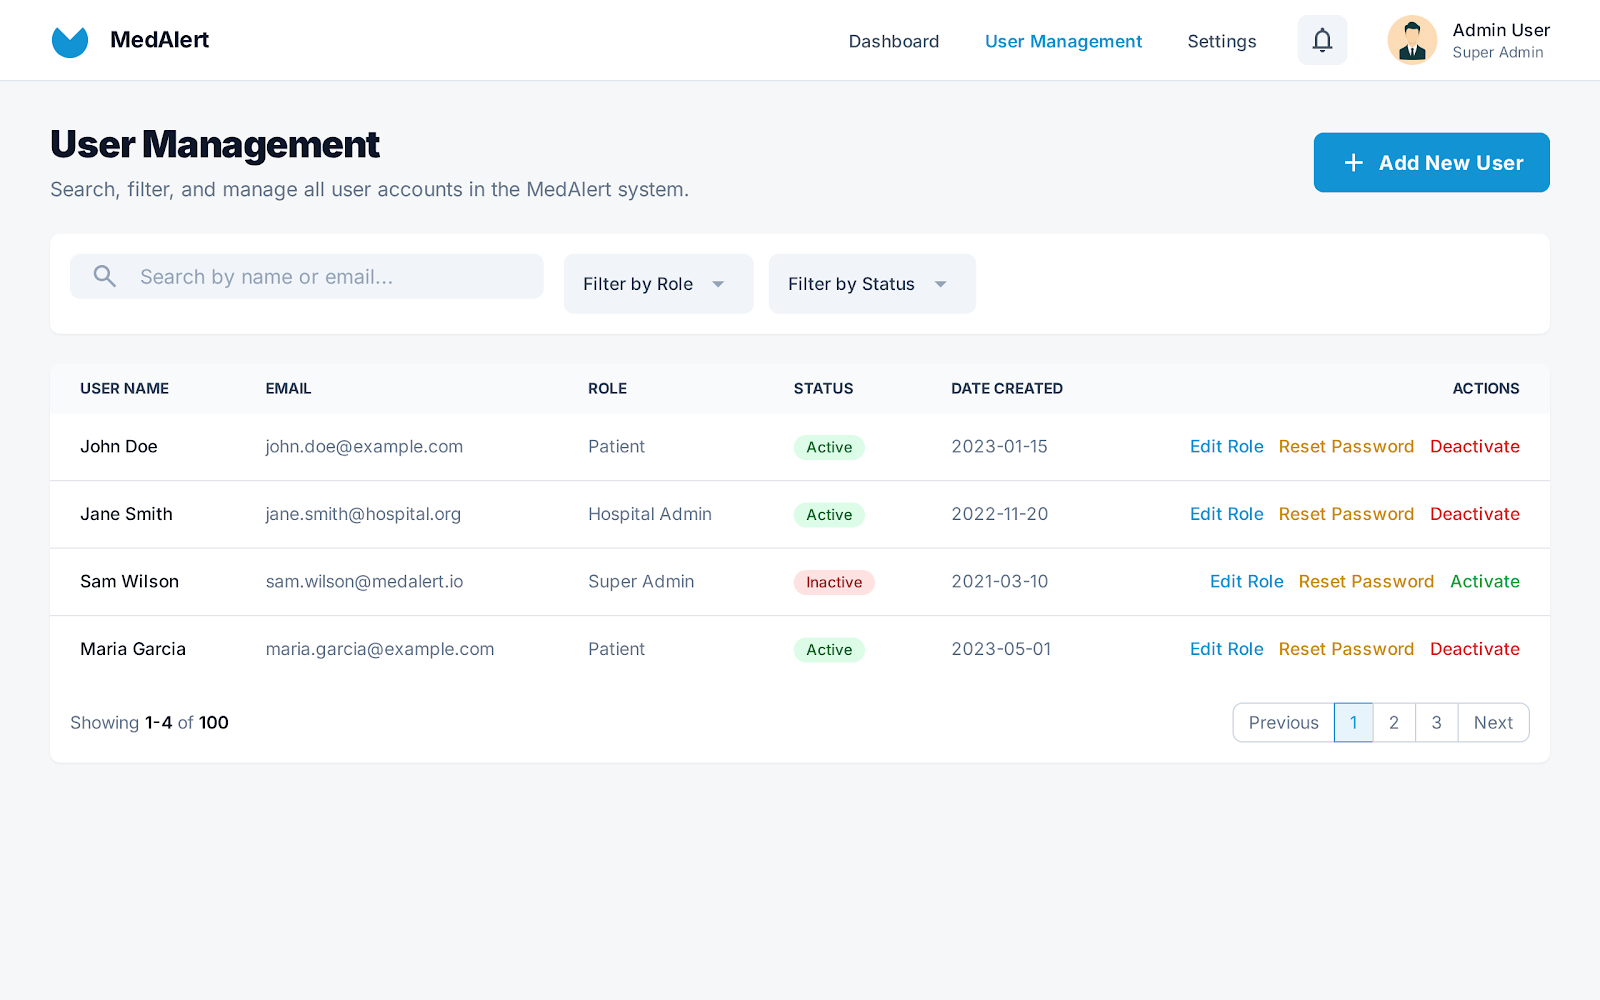 MedAlert
Dashboard
User Management
Settings
Admin User
Super Admin
User Management
Search, filter, and manage all user accounts in the MedAlert system.
Add New User
Search by name or email...
Filter by Role
Filter by Status
USER NAME EMAIL ROLE STATUS DATE CREATED ACTIONS
John Doe john.doe@example.com Patient Active 2023-01-15 Edit Role Reset Password Deactivate
Jane Smith jane.smith@hospital.org Hospital Admin Active 2022-11-20 Edit Role Reset Password Deactivate
Sam Wilson sam.wilson@medalert.io Super Admin Inactive 2021-03-10 Edit Role Reset Password Activate
Maria Garcia maria.garcia@example.com Patient Active 2023-05-01 Edit Role Reset Password Deactivate
Showing 1-4 of 100
Previous 1 2 3 Next